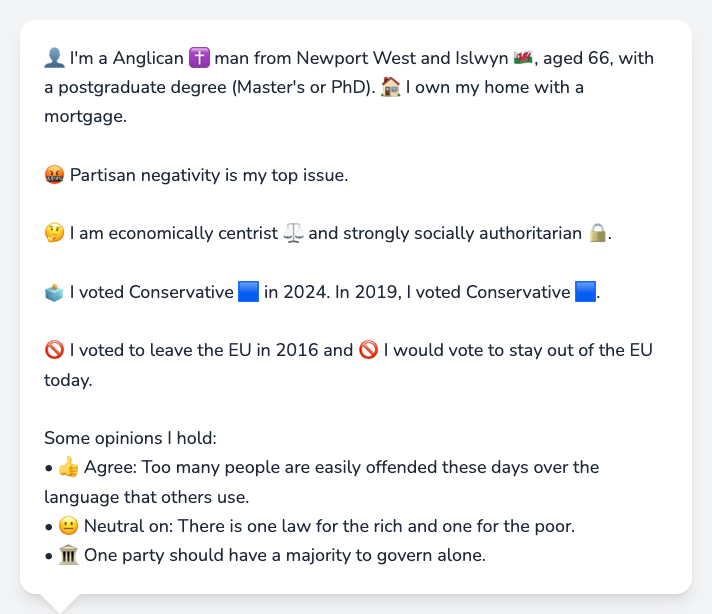 👤 I'm a Anglican ✝️ man from Newport West and Islwyn 🏴󠁧󠁢󠁷󠁬󠁳󠁿, aged 66, with
a postgraduate degree (Master's or PhD). 🏠 I own my home with a
mortgage.
🤬 Partisan negativity is my top issue.
🤔 I am economically centrist ⚖️ and strongly socially authoritarian 🔒.
🗳️ I voted Conservative 🟦 in 2024. In 2019, I voted Conservative 🟦.
🚫 I voted to leave the EU in 2016 and 🚫 I would vote to stay out of the EU
today.
Some opinions I hold:
• 👍 Agree: Too many people are easily offended these days over the
language that others use.
• 😐 Neutral on: There is one law for the rich and one for the poor.
• 🏛️ One party should have a majority to govern alone.